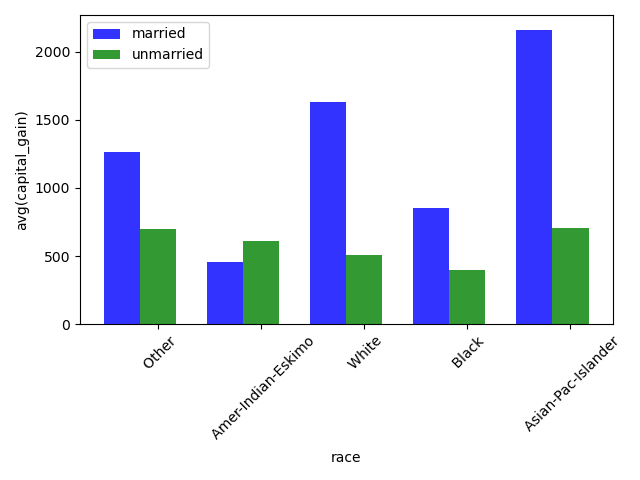 married
unmarried
avg(capital_gain)
2000
1500
1000
500
0
Other
Amer-Indian-Eskimo
White
Black
Asian-Pac-Islander
race